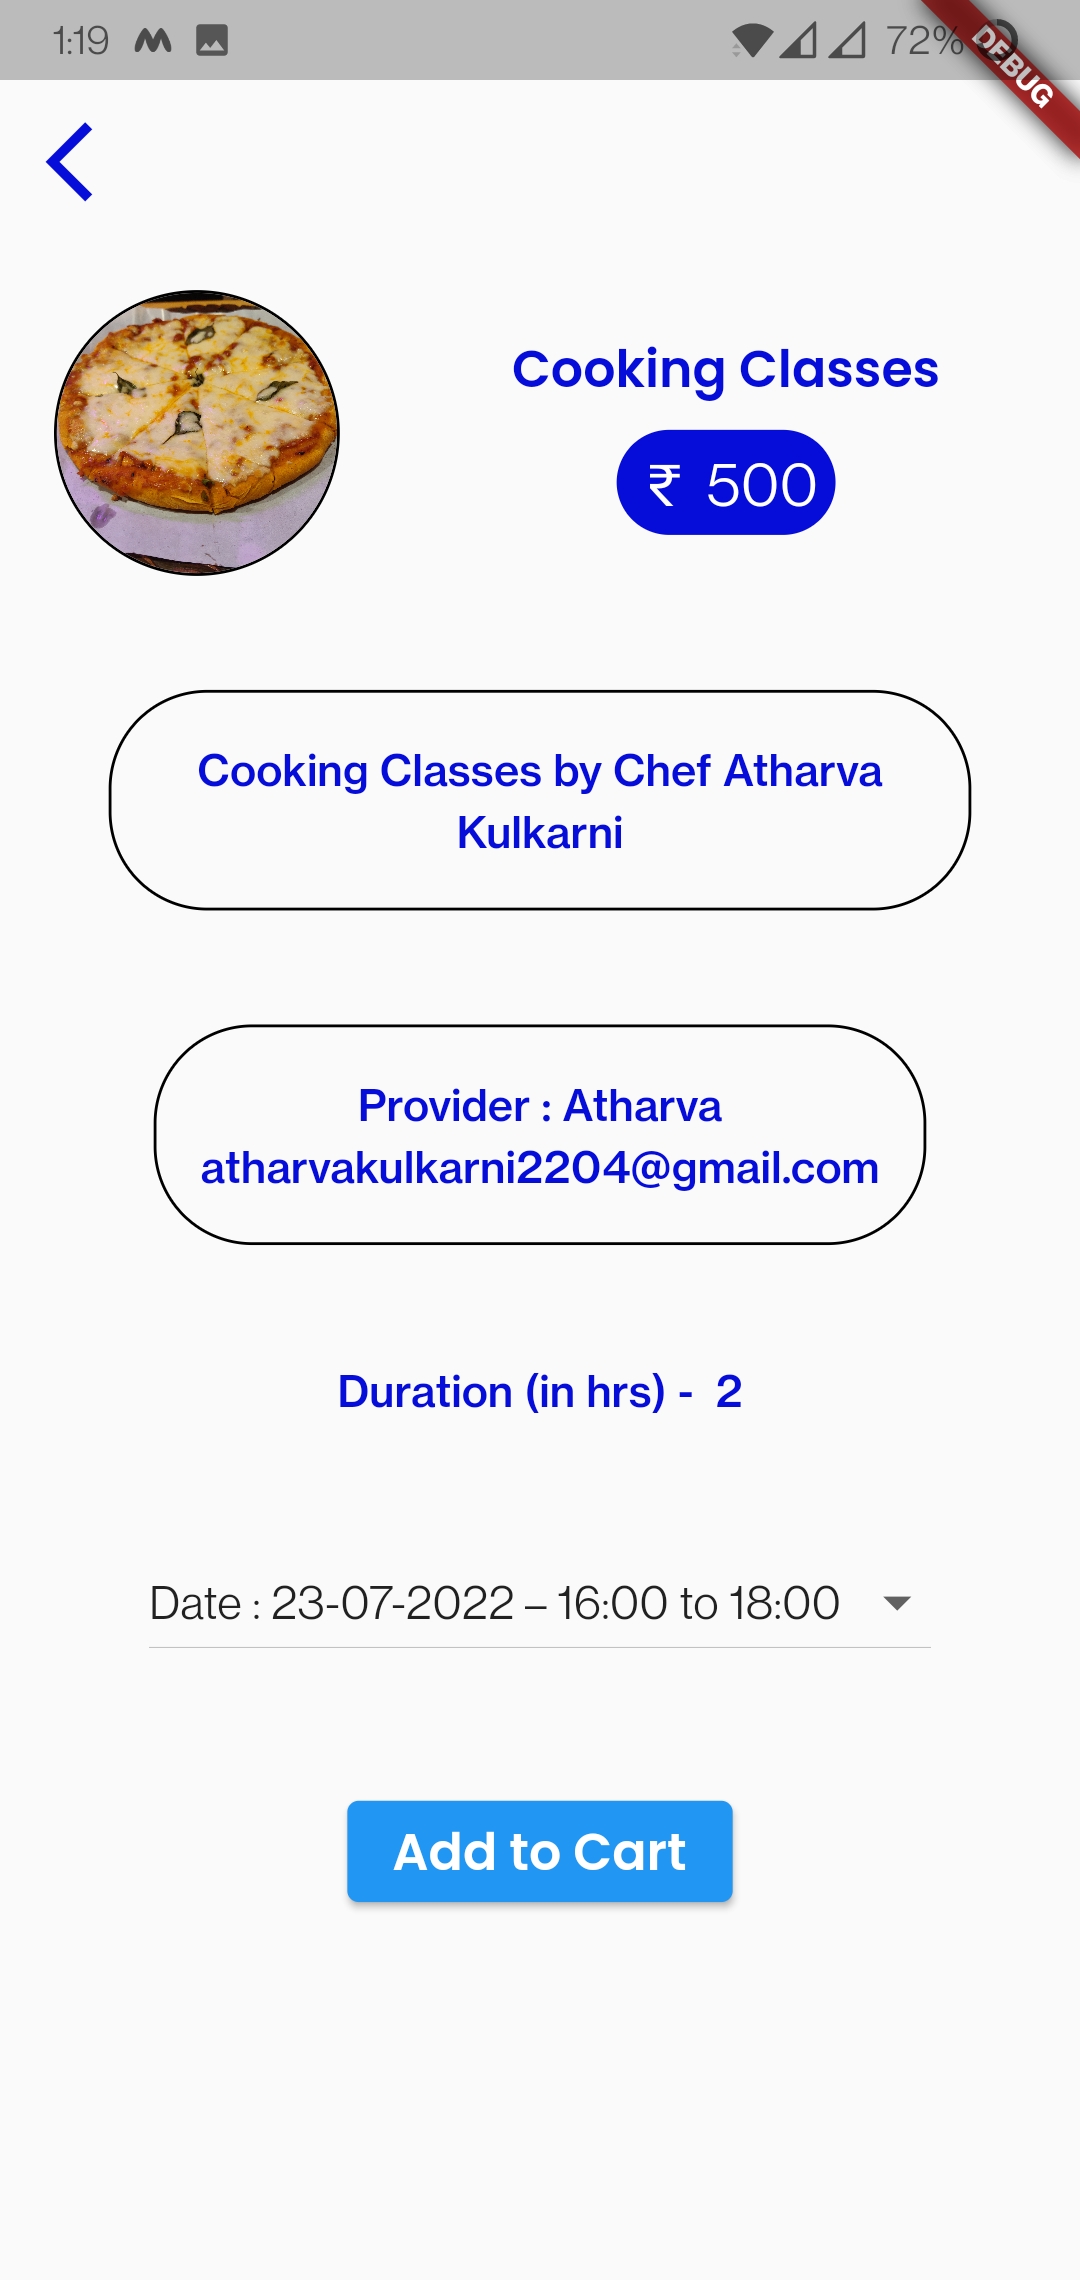 1:19 72%
DEBUG
Cooking Classes
₹ 500
Cooking Classes by Chef Atharva
Kulkarni
Provider : Atharva
atharvakulkarni2204@gmail.com
Duration (in hrs) - 2
Date : 23-07-2022 – 16:00 to 18:00
Add to Cart